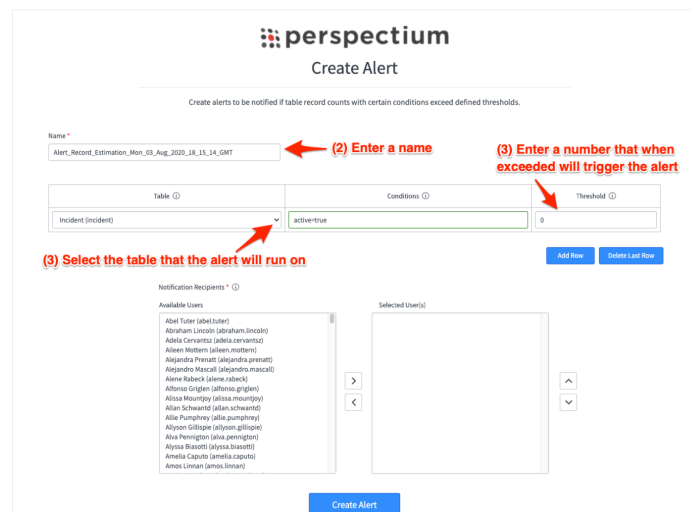 perspectium
Create Alert
Create alerts to be notified if table record counts with certain conditions exceed defined thresholds.
Name *
Alert_Record_Estimation_Mon_03_Aug_2020_18_15_14_GMT
(2) Enter a name
(3) Enter a number that when
exceeded will trigger the alert
Table Conditions Threshold
Incident (incident) active=true 0
(3) Select the table that the alert will run on
Add Row Delete Last Row
Notification Recipients *
Available Users Selected User(s)
Abel Tuter (abel.tuter)
Abraham Lincoln (abraham.lincoln)
Adela Cervantsz (adela.cervantsz)
Aileen Mottern (aileen.mottern)
Alejandra Prenatt (alejandra.prenatt)
Alejandro Mascall (alejandro.mascall)
Alene Rabeck (alene.rabeck)
Alfonso Griglen (alfonso.griglen)
Alissa Mountjoy (alissa.mountjoy)
Allan Schwantd (allan.schwantd)
Allie Pumphrey (allie.pumphrey)
Allyson Gillispie (allyson.gillispie)
Alva Pennigton (alva.pennigton)
Alyssa Biasotti (alyssa.biasotti)
Amelia Caputo (amelia.caputo)
Amos Linnan (amos.linnan)
Create Alert